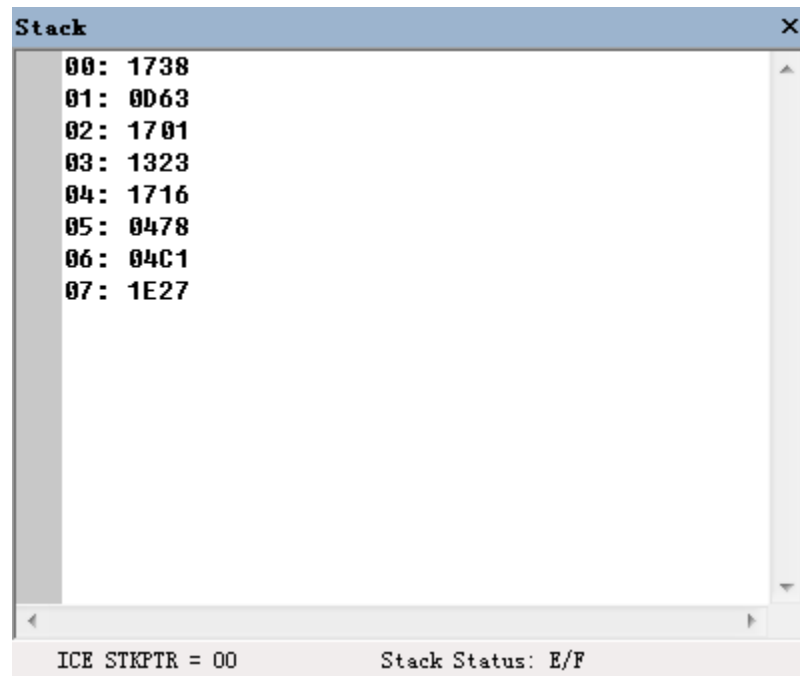 Stack
00: 1738
01: 0D63
02: 1701
03: 1323
04: 1716
05: 0478
06: 04C1
07: 1E27
ICE STKPTR = 00 Stack Status: E/F